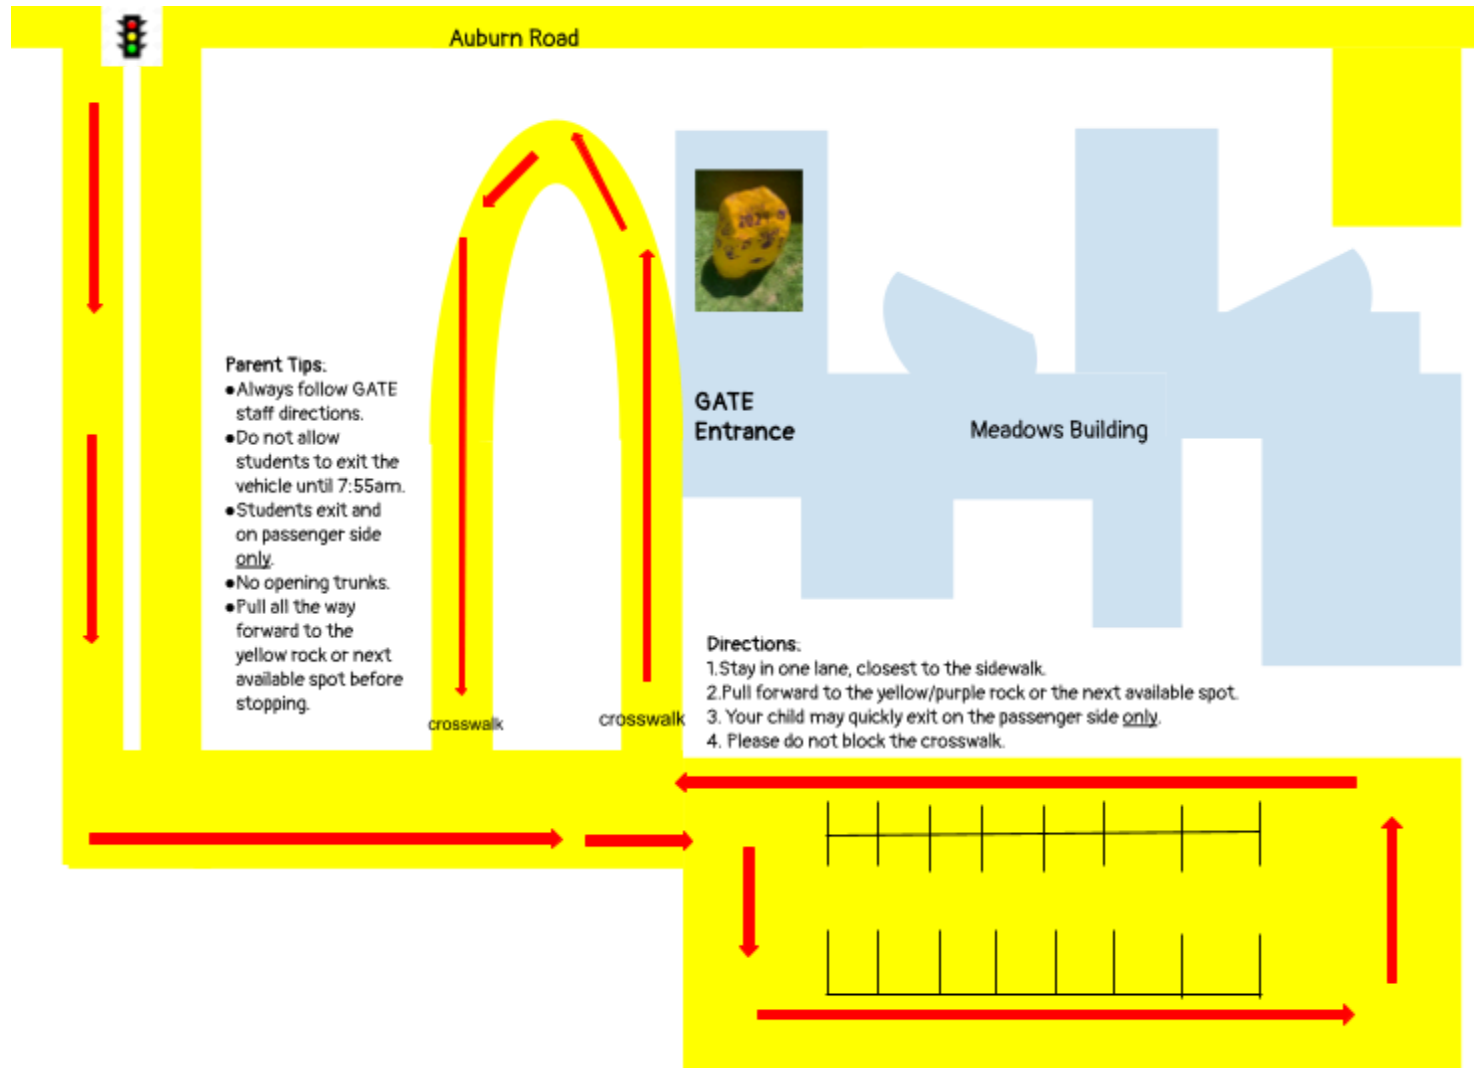 Auburn Road
Parent Tips:
●Always follow GATE
staff directions.
●Do not allow
students to exit the
vehicle until 7:55am.
●Students exit and
on passenger side
only.
●No opening trunks.
●Pull all the way
forward to the
yellow rock or next
available spot before
stopping.
GATE
Entrance
Meadows Building
Directions:
1.Stay in one lane, closest to the sidewalk.
2.Pull forward to the yellow/purple rock or the next available spot.
3. Your child may quickly exit on the passenger side only.
4. Please do not block the crosswalk.
crosswalk
crosswalk